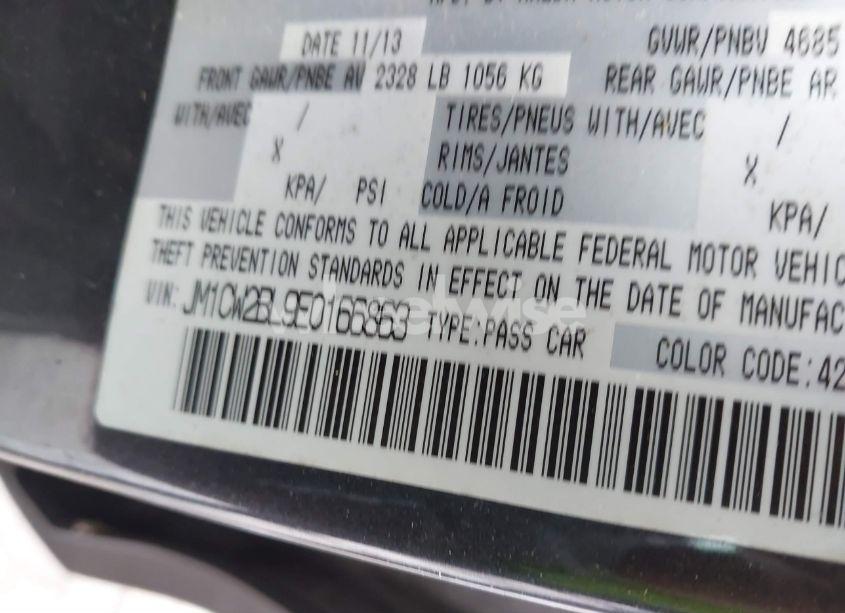 DATE 11/13 GVWR/PNBV 4685
FRONT GAWR/PNBE AV 2328 LB 1056 KG REAR GAWR/PNBE AR
WITH/AVEC / TIRES/PNEUS WITH/AVEC /
X RIMS/JANTES X
KPA/ PSI COLD/A FROID KPA/
THIS VEHICLE CONFORMS TO ALL APPLICABLE FEDERAL MOTOR VEHIC
THEFT PREVENTION STANDARDS IN EFFECT ON THE DATE OF MANUFAC
VIN: JM1CW2BL9E0166863 TYPE:PASS CAR COLOR CODE:42